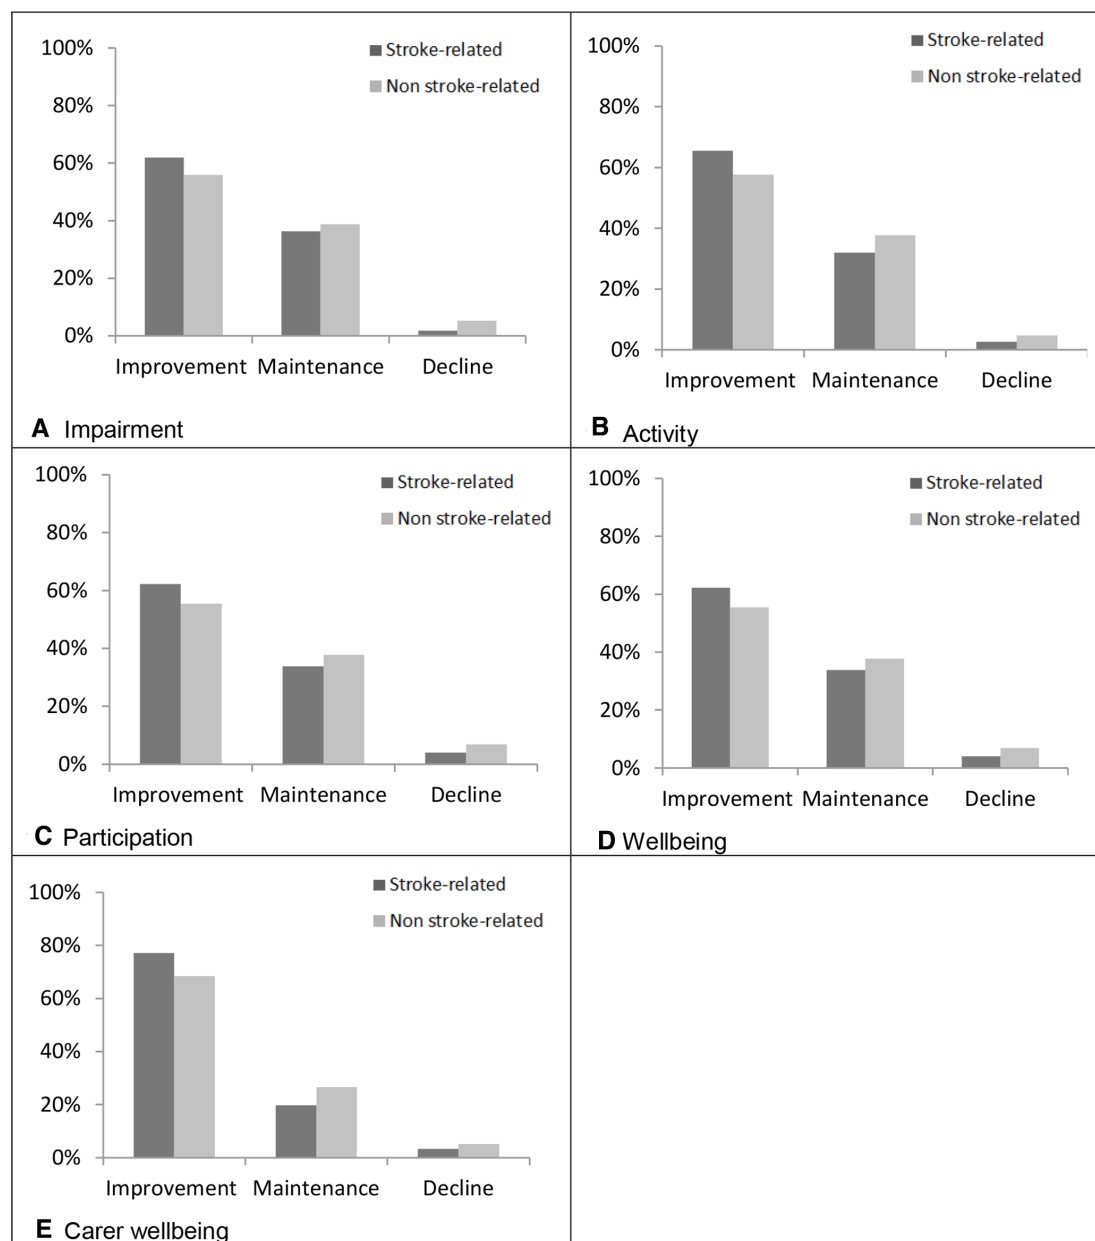 100%
80%
60%
40%
20%
0%
Stroke-related
Non stroke-related
Improvement Maintenance Decline
A Impairment
100%
80%
60%
40%
20%
0%
Stroke-related
Non stroke-related
Improvement Maintenance Decline
B Activity
100%
80%
60%
40%
20%
0%
Stroke-related
Non stroke-related
Improvement Maintenance Decline
C Participation
100%
80%
60%
40%
20%
0%
Stroke-related
Non stroke-related
Improvement Maintenance Decline
D Wellbeing
100%
80%
60%
40%
20%
0%
Stroke-related
Non stroke-related
Improvement Maintenance Decline
E Carer wellbeing